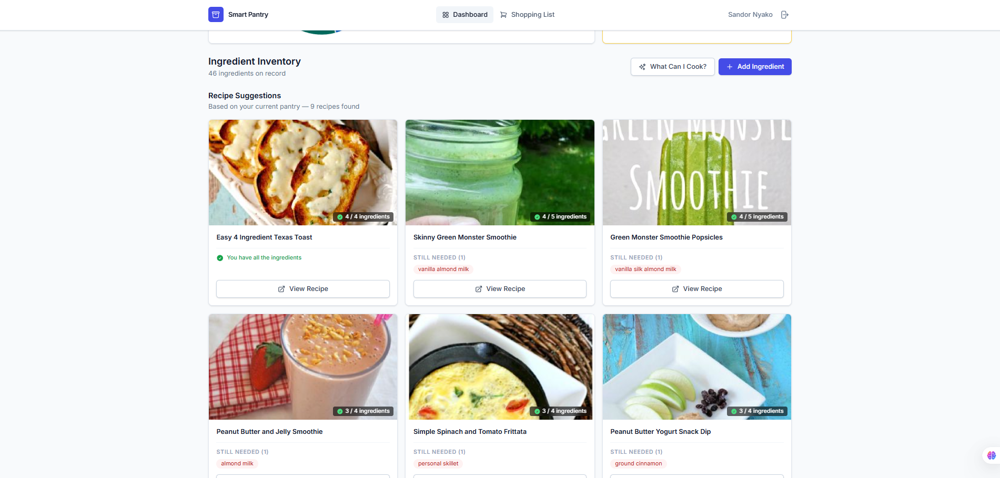 Smart Pantry
Dashboard
Shopping List
Sandor Nyako
Ingredient Inventory
46 ingredients on record
What Can I Cook?
Add Ingredient
Recipe Suggestions
Based on your current pantry — 9 recipes found
4 / 4 ingredients
4 / 5 ingredients
SMOOTHIE
4 / 5 ingredients
Easy 4 Ingredient Texas Toast
Skinny Green Monster Smoothie
Green Monster Smoothie Popsicles
You have all the ingredients
STILL NEEDED (1)
STILL NEEDED (1)
vanilla almond milk
vanilla silk almond milk
View Recipe
View Recipe
View Recipe
3 / 4 ingredients
3 / 4 ingredients
3 / 4 ingredients
Peanut Butter and Jelly Smoothie
Simple Spinach and Tomato Frittata
Peanut Butter Yogurt Snack Dip
STILL NEEDED (1)
STILL NEEDED (1)
STILL NEEDED (1)
almond milk
personal skillet
ground cinnamon